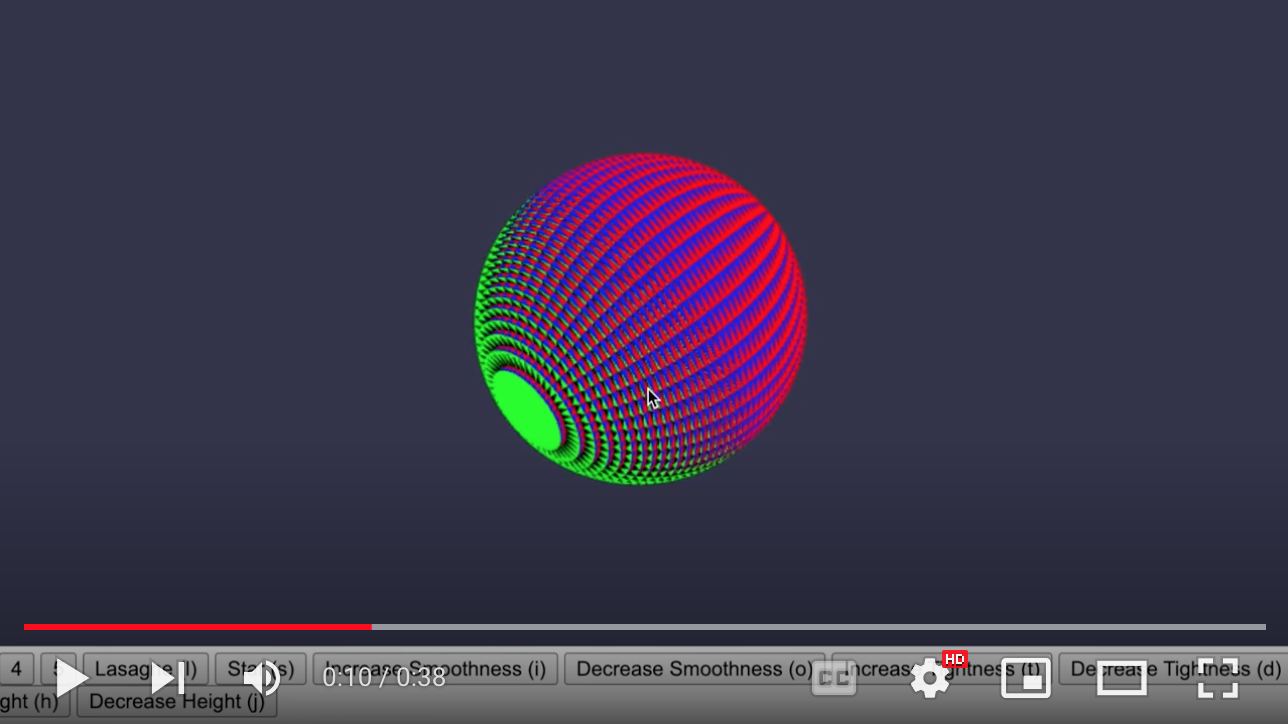 HD
4 5 Lasagne (l) Star (s) Increase Smoothness (i) Decrease Smoothness (o) Increase Tightness (t) Decrease Tightness (d)
0:10 / 0:38 CC
ght (h) Decrease Height (j)